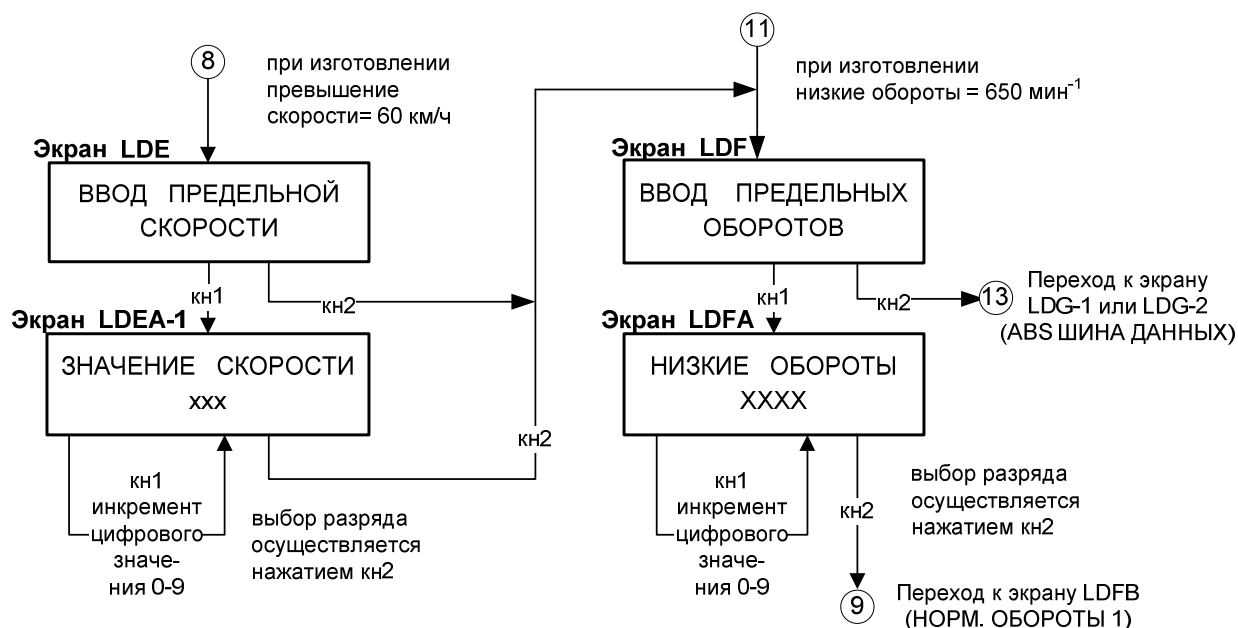 8
при изготовлении
превышение
скорости= 60 км/ч
Экран LDE
ВВОД ПРЕДЕЛЬНОЙ
СКОРОСТИ
кн1
кн2
Экран LDEA-1
ЗНАЧЕНИЕ СКОРОСТИ
xxx
кн1
инкремент
цифрового
значе-
ния 0-9
выбор разряда
осуществляется
нажатием кн2
кн2
11
при изготовлении
низкие обороты = 650 мин⁻¹
Экран LDF
ВВОД ПРЕДЕЛЬНЫХ
ОБОРОТОВ
кн1
кн2
13
Переход к экрану
LDG-1 или LDG-2
(ABS ШИНА ДАННЫХ)
Экран LDFA
НИЗКИЕ ОБОРОТЫ
XXXX
кн1
инкремент
цифрового
значе-
ния 0-9
кн2
выбор разряда
осуществляется
нажатием кн2
9
Переход к экрану LDFB
(НОРМ. ОБОРОТЫ 1)